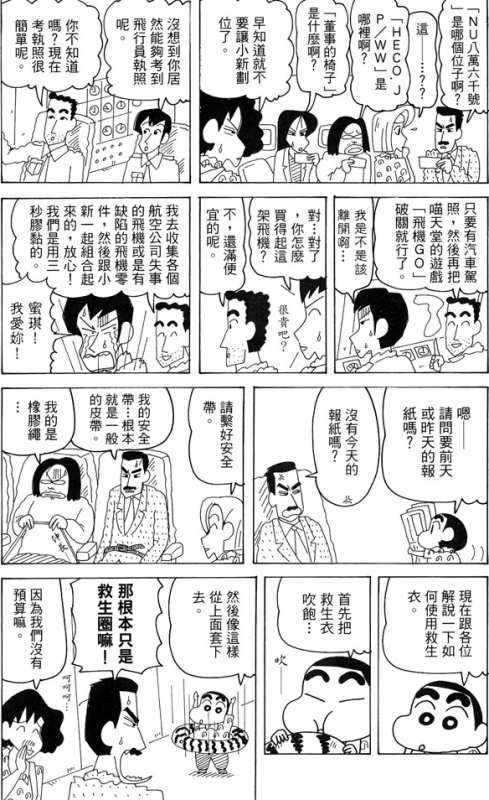 「NU八萬六千號
」是哪個位子啊？
這
……？…？
「HECO.J
P／WW」是
哪裡啊？
「董事的椅子」
是什麼啊？
早知道就不
要讓小新劃
位了。
沒想到你居
然能夠考到
飛行員執照
呢。
你不知道
嗎？現在
考執照很
簡單呢。
只要有汽車駕
照，然後再把
喵天堂的遊戲
「飛機GO」
破關就行了。
我是不是該
離開啊…
對…對了
，你怎麼
買得起這
架飛機？
很貴吧？
不，還滿便
宜的呢。
我去收集各個
航空公司失事
的飛機或是有
缺陷的飛機零
件，然後跟小
新一起組合起
來的，放心！
我們是用三
秒膠黏的。
蜜琪！
我愛妳！
嗯——
請問要前天
或昨天的報
紙嗎？
沒有今天的
報紙嗎？
請繫好安全
帶。
我的安全
帶…根本
就是一般
的皮帶。
我的是
橡膠繩
…
現在跟各位
解說一下如
何使用救生
衣。
首先把
救生衣
吹飽…
吹——
然後像這樣
從上面套下
去。
那根本只是
救生圈嘛！
呵呵呵…
因為我們沒有
預算嘛。